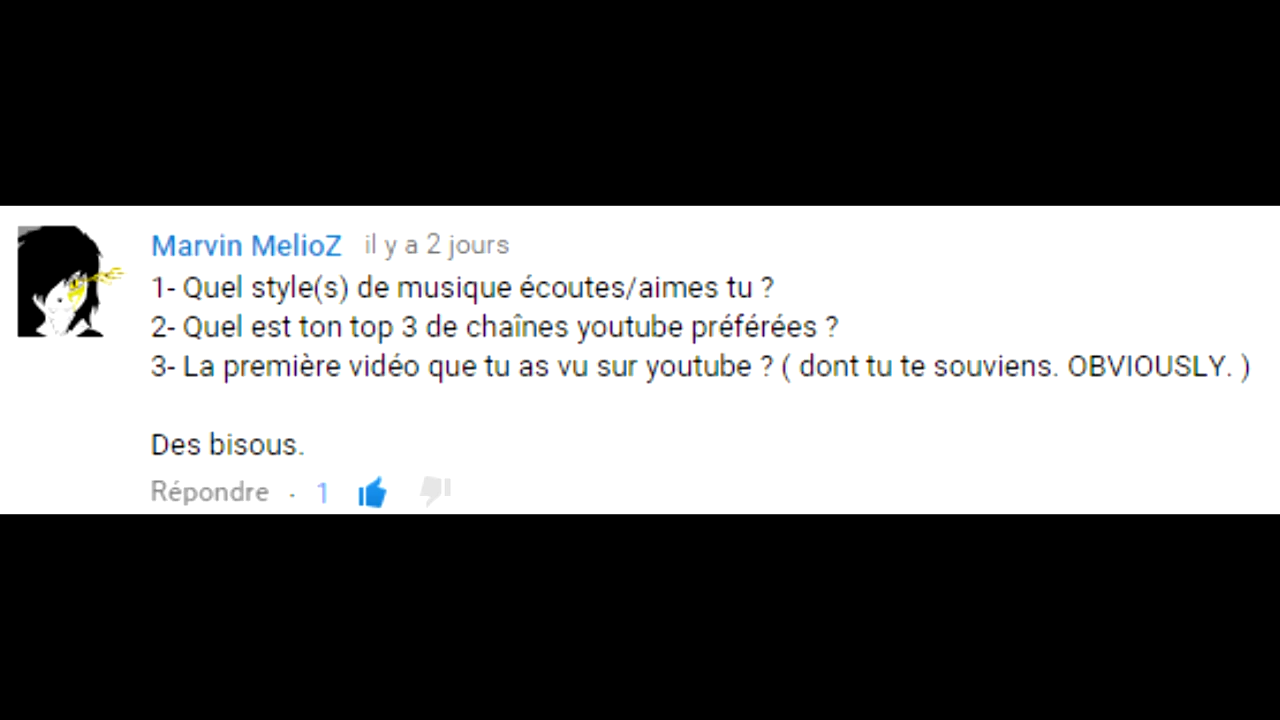 Marvin MelioZ il y a 2 jours
1- Quel style(s) de musique écoutes/aimes tu ?
2- Quel est ton top 3 de chaînes youtube préférées ?
3- La première vidéo que tu as vu sur youtube ? ( dont tu te souviens. OBVIOUSLY. )
Des bisous.
Répondre · 1